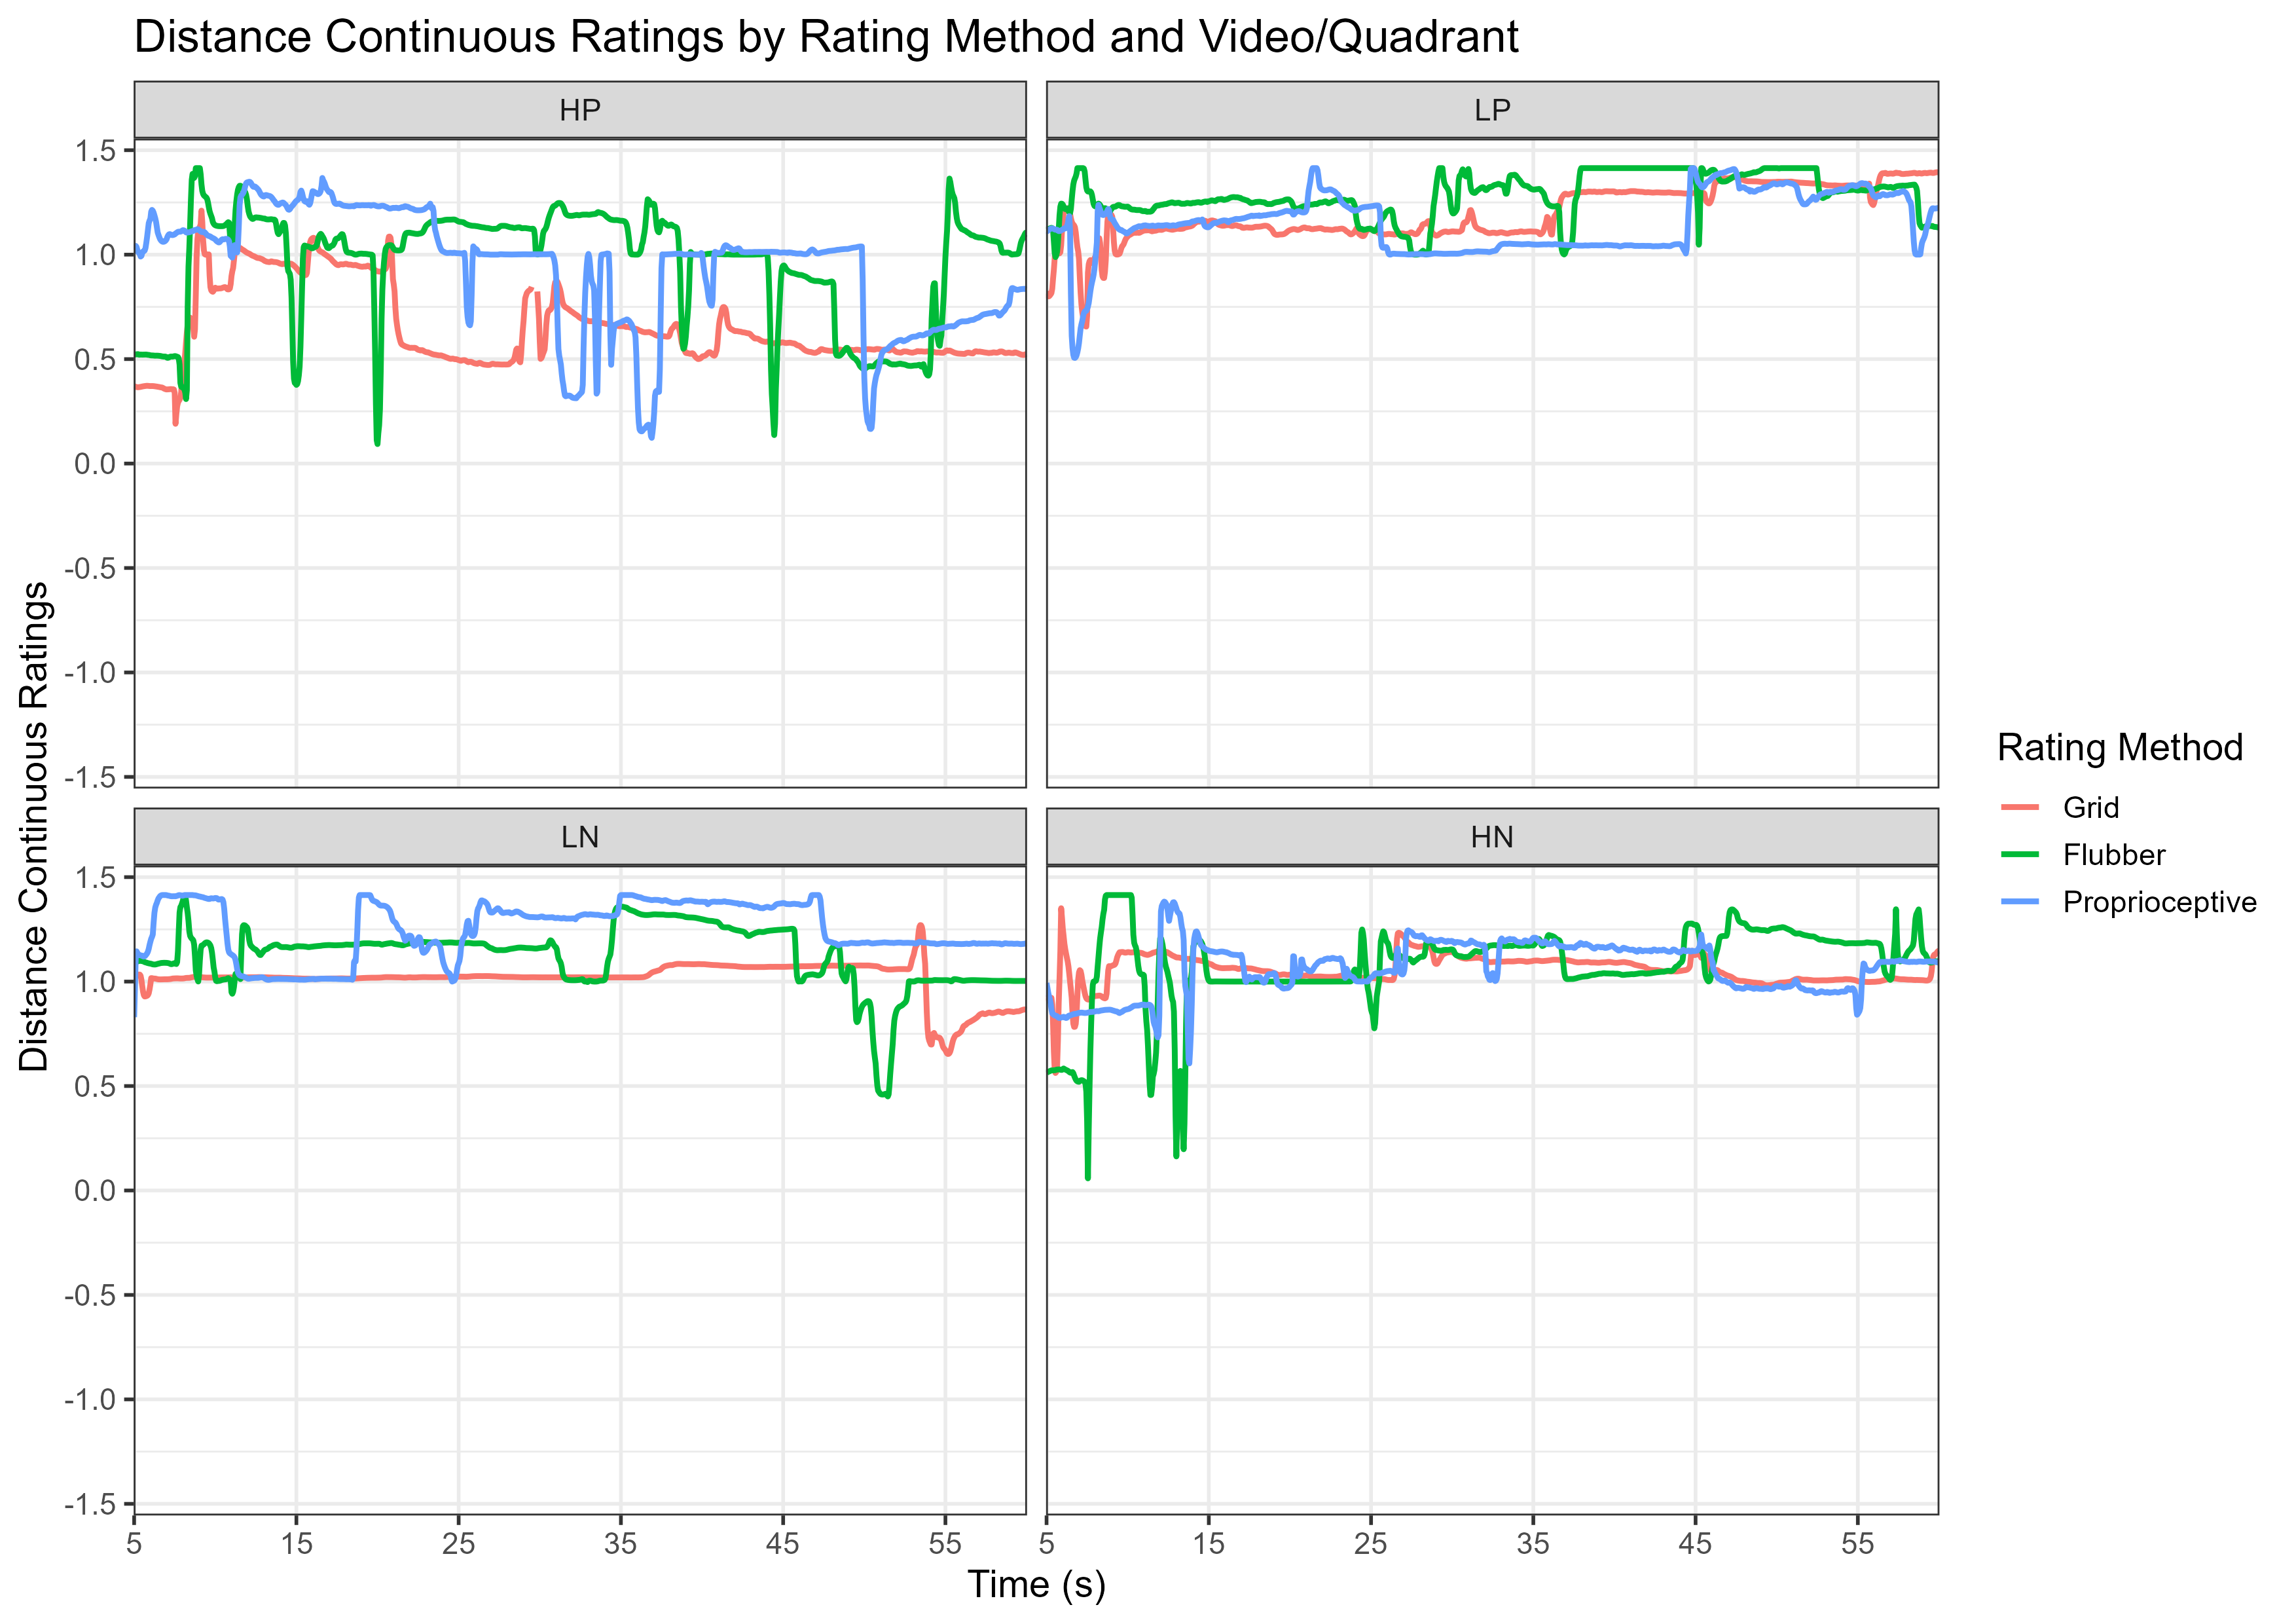 Distance Continuous Ratings by Rating Method and Video/Quadrant
HP
LP
1.5
1.0
0.5
0.0
-0.5
-1.0
-1.5
LN
HN
1.5
1.0
0.5
0.0
-0.5
-1.0
-1.5
5 15 25 35 45 55
5 15 25 35 45 55
Time (s)
Distance Continuous Ratings
Rating Method
Grid
Flubber
Proprioceptive